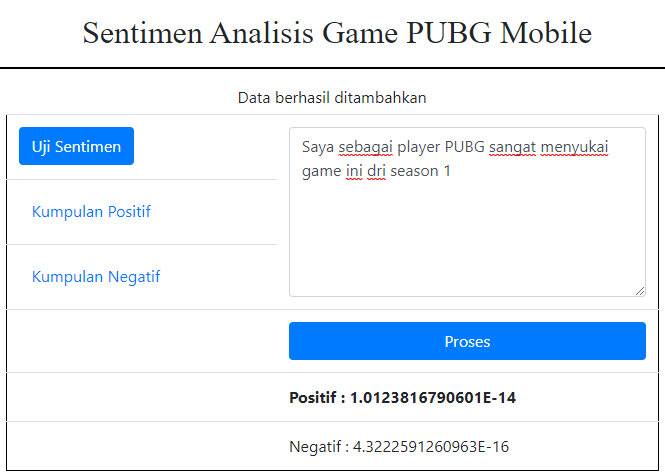 Sentimen Analisis Game PUBG Mobile
Data berhasil ditambahkan
Uji Sentimen
Kumpulan Positif
Kumpulan Negatif
Saya sebagai player PUBG sangat menyukai
game ini dri season 1
Proses
Positif : 1.0123816790601E-14
Negatif : 4.3222591260963E-16